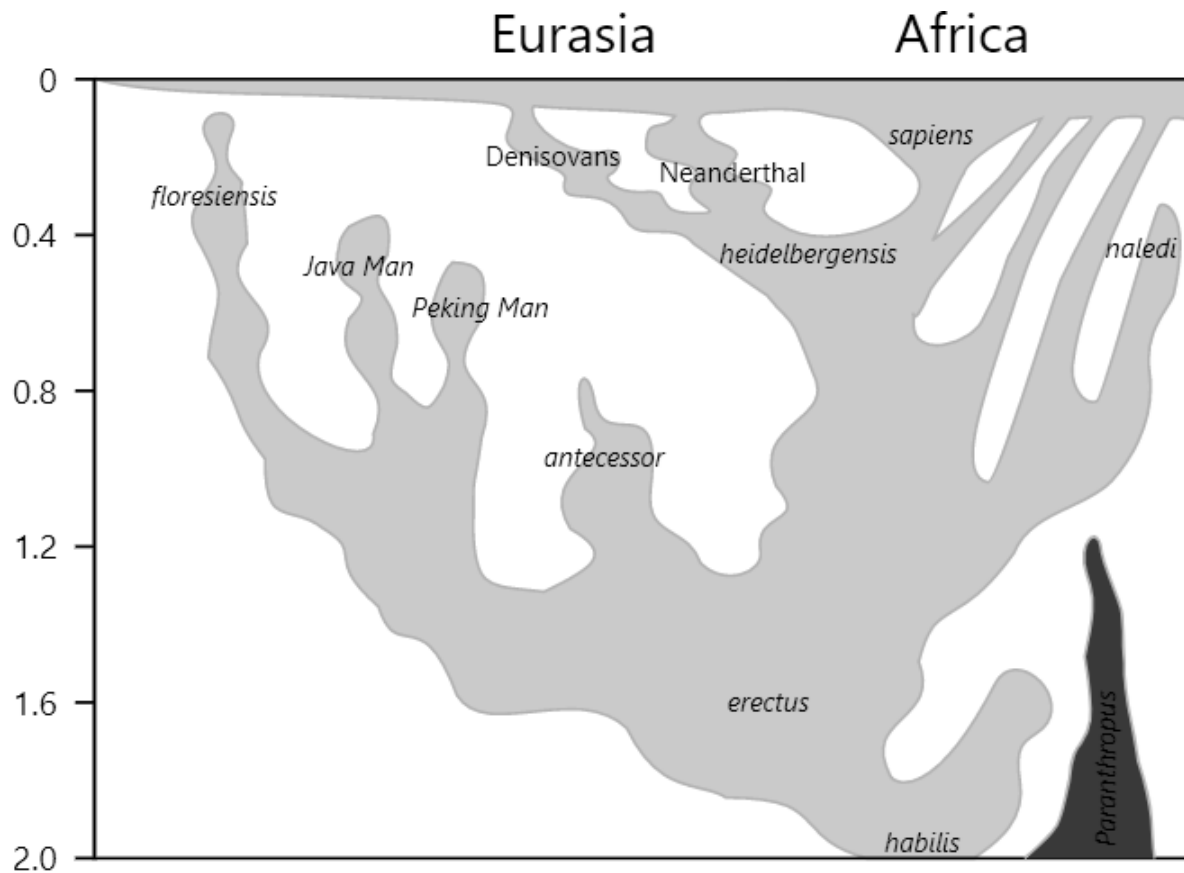 Eurasia Africa
0
sapiens
Denisovans
Neanderthal
floresiensis
0.4
naledi
heidelbergensis
Java Man
Peking Man
0.8
antecessor
1.2
1.6
erectus
Paranthropus
habilis
2.0